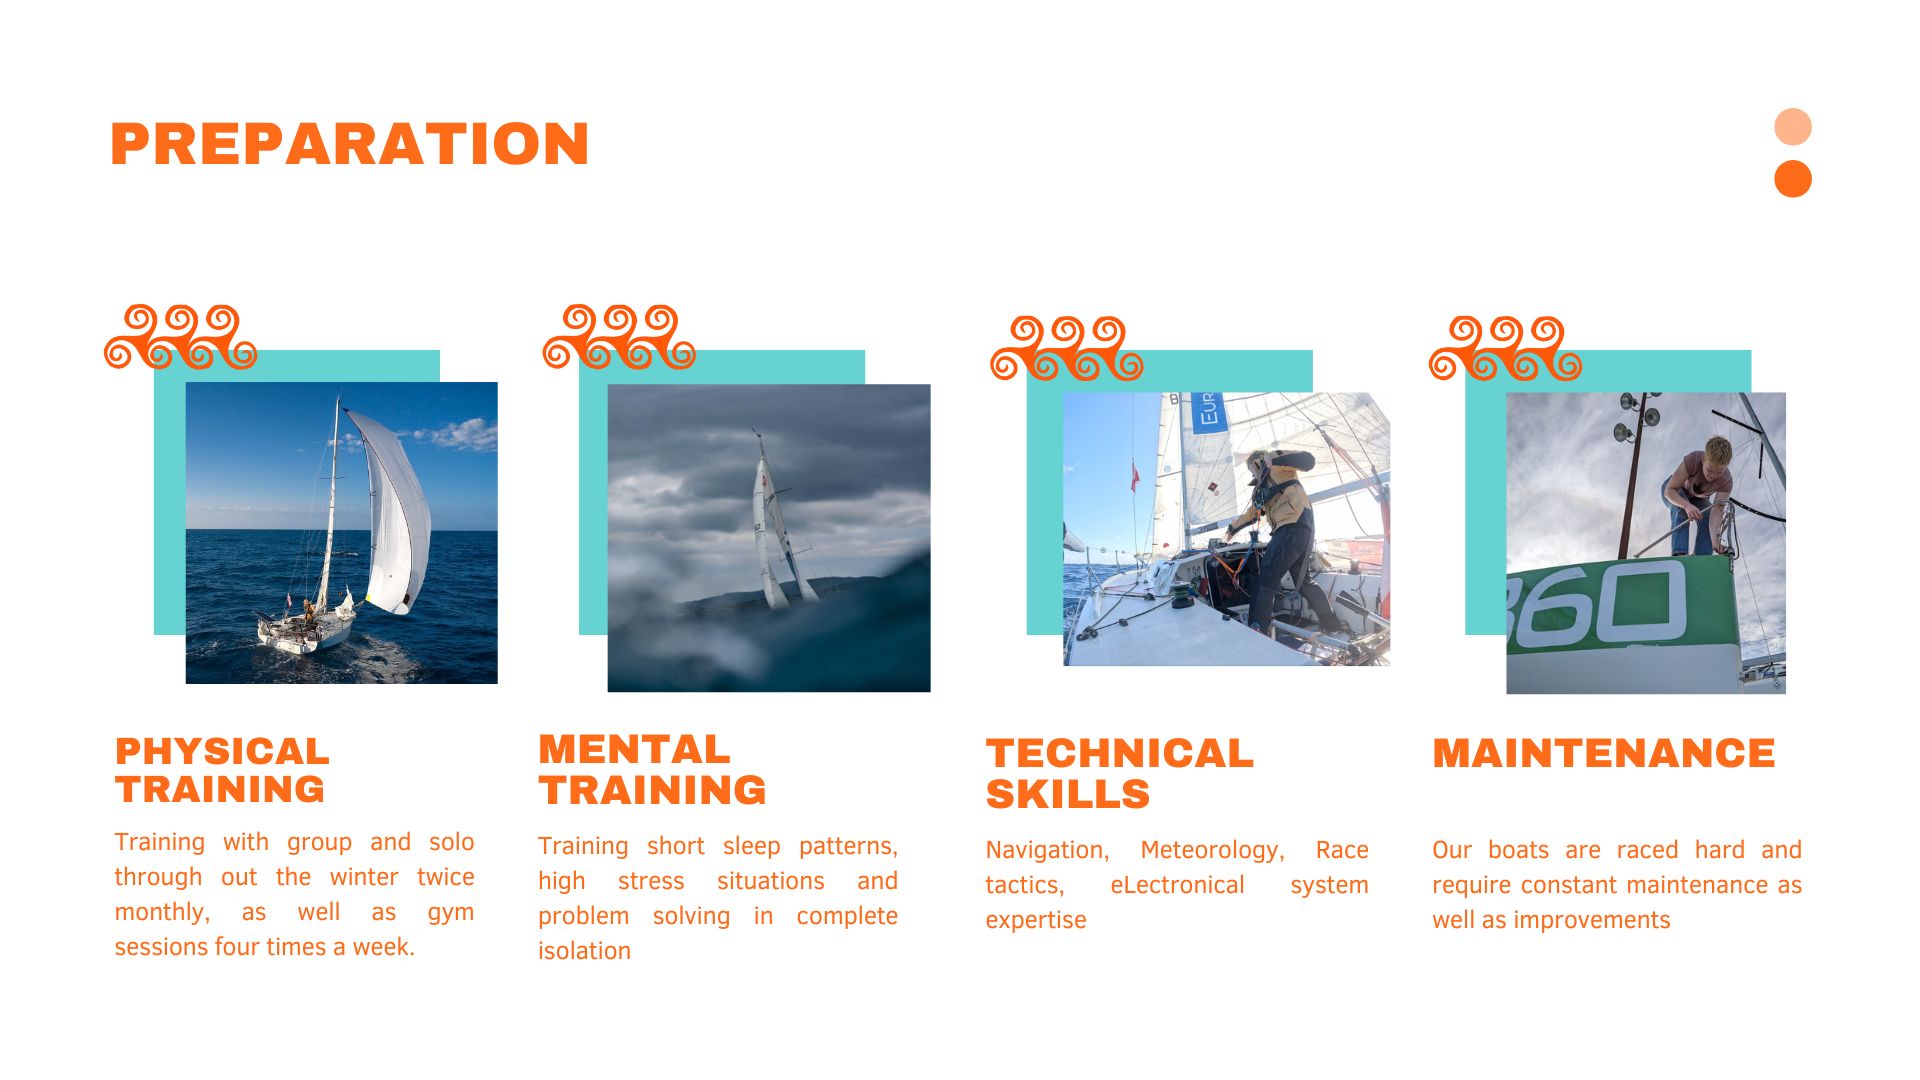 PREPARATION
EUR
360
PHYSICAL
TRAINING
Training with group and solo
through out the winter twice
monthly, as well as gym
sessions four times a week.
MENTAL
TRAINING
Training short sleep patterns,
high stress situations and
problem solving in complete
isolation
TECHNICAL
SKILLS
Navigation, Meteorology, Race
tactics, eLectronical system
expertise
MAINTENANCE
Our boats are raced hard and
require constant maintenance as
well as improvements